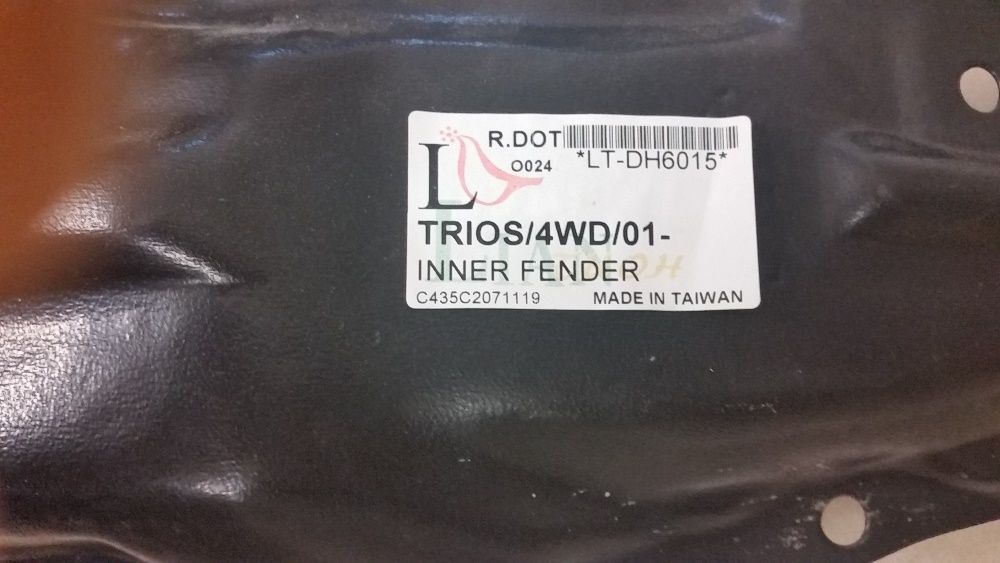 L R.DOT
O024 *LT-DH6015*
TRIOS/4WD/01-
INNER FENDER
C435C2071119 MADE IN TAIWAN